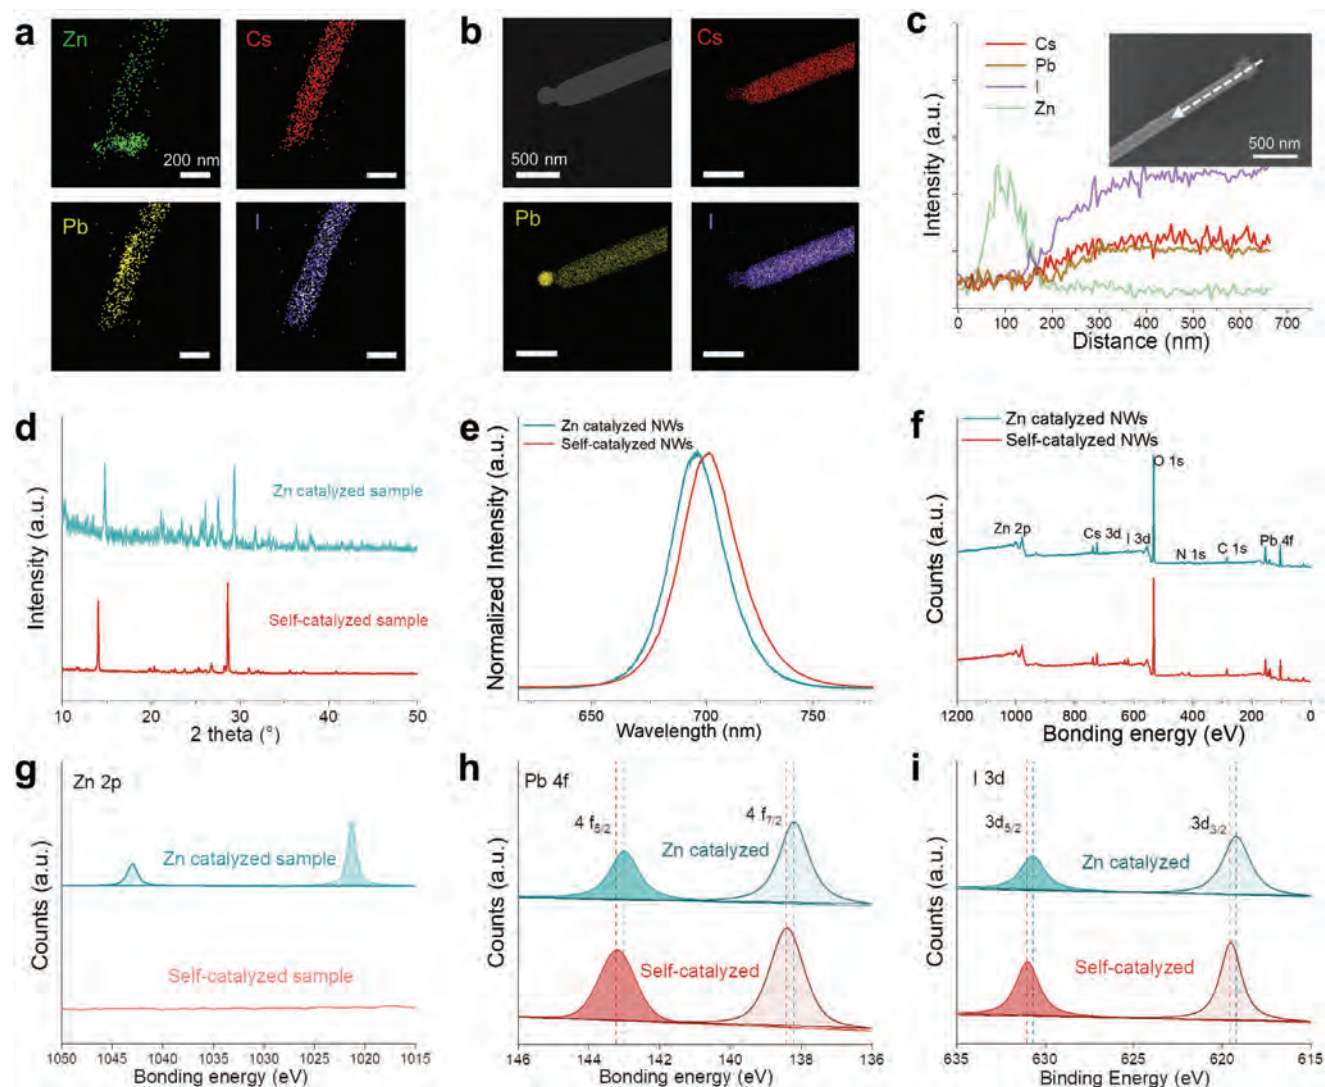 a
Zn
Cs
200 nm
Pb
I
b
Cs
500 nm
Pb
I
c
Cs
Pb
I
Zn
500 nm
Intensity (a.u.)
0 100 200 300 400 500 600 700
Distance (nm)
d
Zn catalyzed sample
Self-catalyzed sample
Intensity (a.u.)
10 20 30 40 50
2 theta (°)
e
Zn catalyzed NWs
Self-catalyzed NWs
Normalized Intensity (a.u.)
650 700 750
Wavelength (nm)
f
Zn catalyzed NWs
Self-catalyzed NWs
O 1s
Zn 2p
Cs 3d
I 3d
N 1s
C 1s
Pb 4f
Counts (a.u.)
1200 1000 800 600 400 200 0
Bonding energy (eV)
g
Zn 2p
Zn catalyzed sample
Self-catalyzed sample
Counts (a.u.)
1050 1045 1040 1035 1030 1025 1020 1015
Bonding energy (eV)
h
Pb 4f
4 f5/2
4 f7/2
Zn catalyzed
Self-catalyzed
Counts (a.u.)
146 144 142 140 138 136
Bonding energy (eV)
i
I 3d
3d5/2
3d3/2
Zn catalyzed
Self-catalyzed
Counts (a.u.)
635 630 625 620 615
Binding Energy (eV)